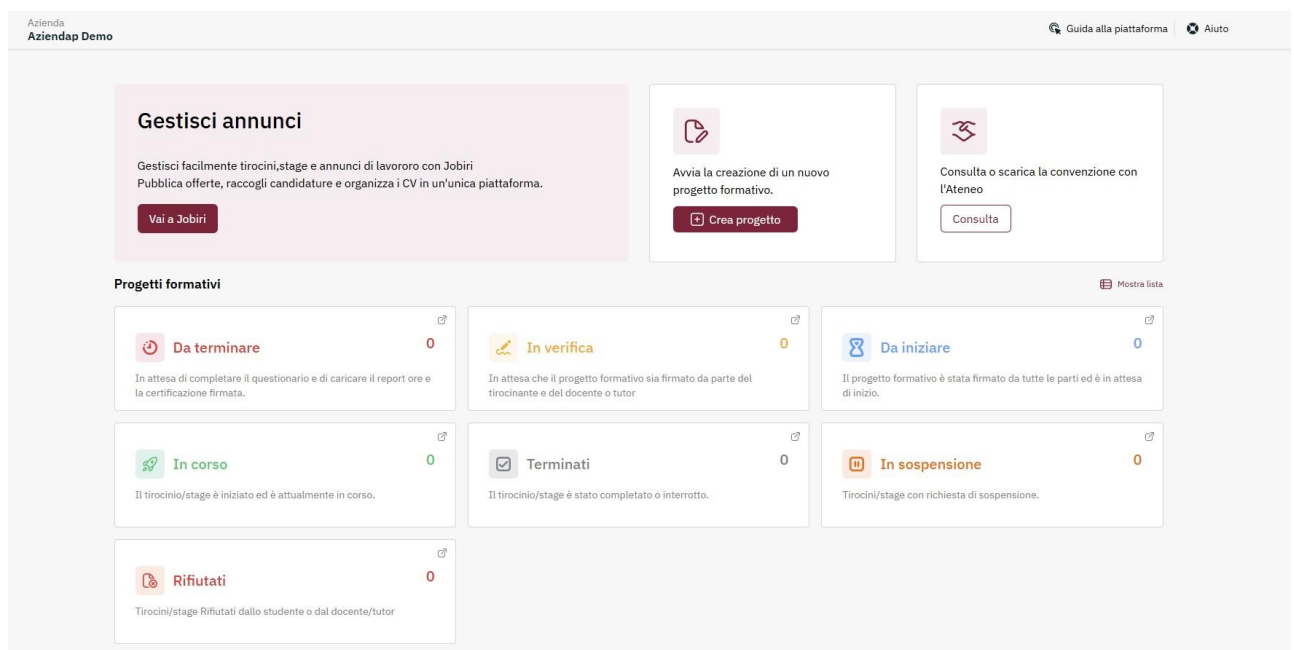 Azienda
Aziendap Demo
Guida alla piattaforma
Aiuto
Gestisci annunci
Gestisci facilmente tirocini,stage e annunci di lavororo con Jobiri
Pubblica offerte, raccogli candidature e organizza i CV in un'unica piattaforma.
Vai a Jobiri
Avvia la creazione di un nuovo
progetto formativo.
Crea progetto
Consulta o scarica la convenzione con
l'Ateneo
Consulta
Progetti formativi
Mostra lista
Da terminare
0
In attesa di completare il questionario e di caricare il report ore e
la certificazione firmata.
In verifica
0
In attesa che il progetto formativo sia firmato da parte del
tirocinante e del docente o tutor
Da iniziare
0
Il progetto formativo è stata firmato da tutte le parti ed è in attesa
di inizio.
In corso
0
Il tirocinio/stage è iniziato ed è attualmente in corso.
Terminati
0
Il tirocinio/stage è stato completato o interrotto.
In sospensione
0
Tirocini/stage con richiesta di sospensione.
Rifiutati
0
Tirocini/stage Rifiutati dallo studente o dal docente/tutor